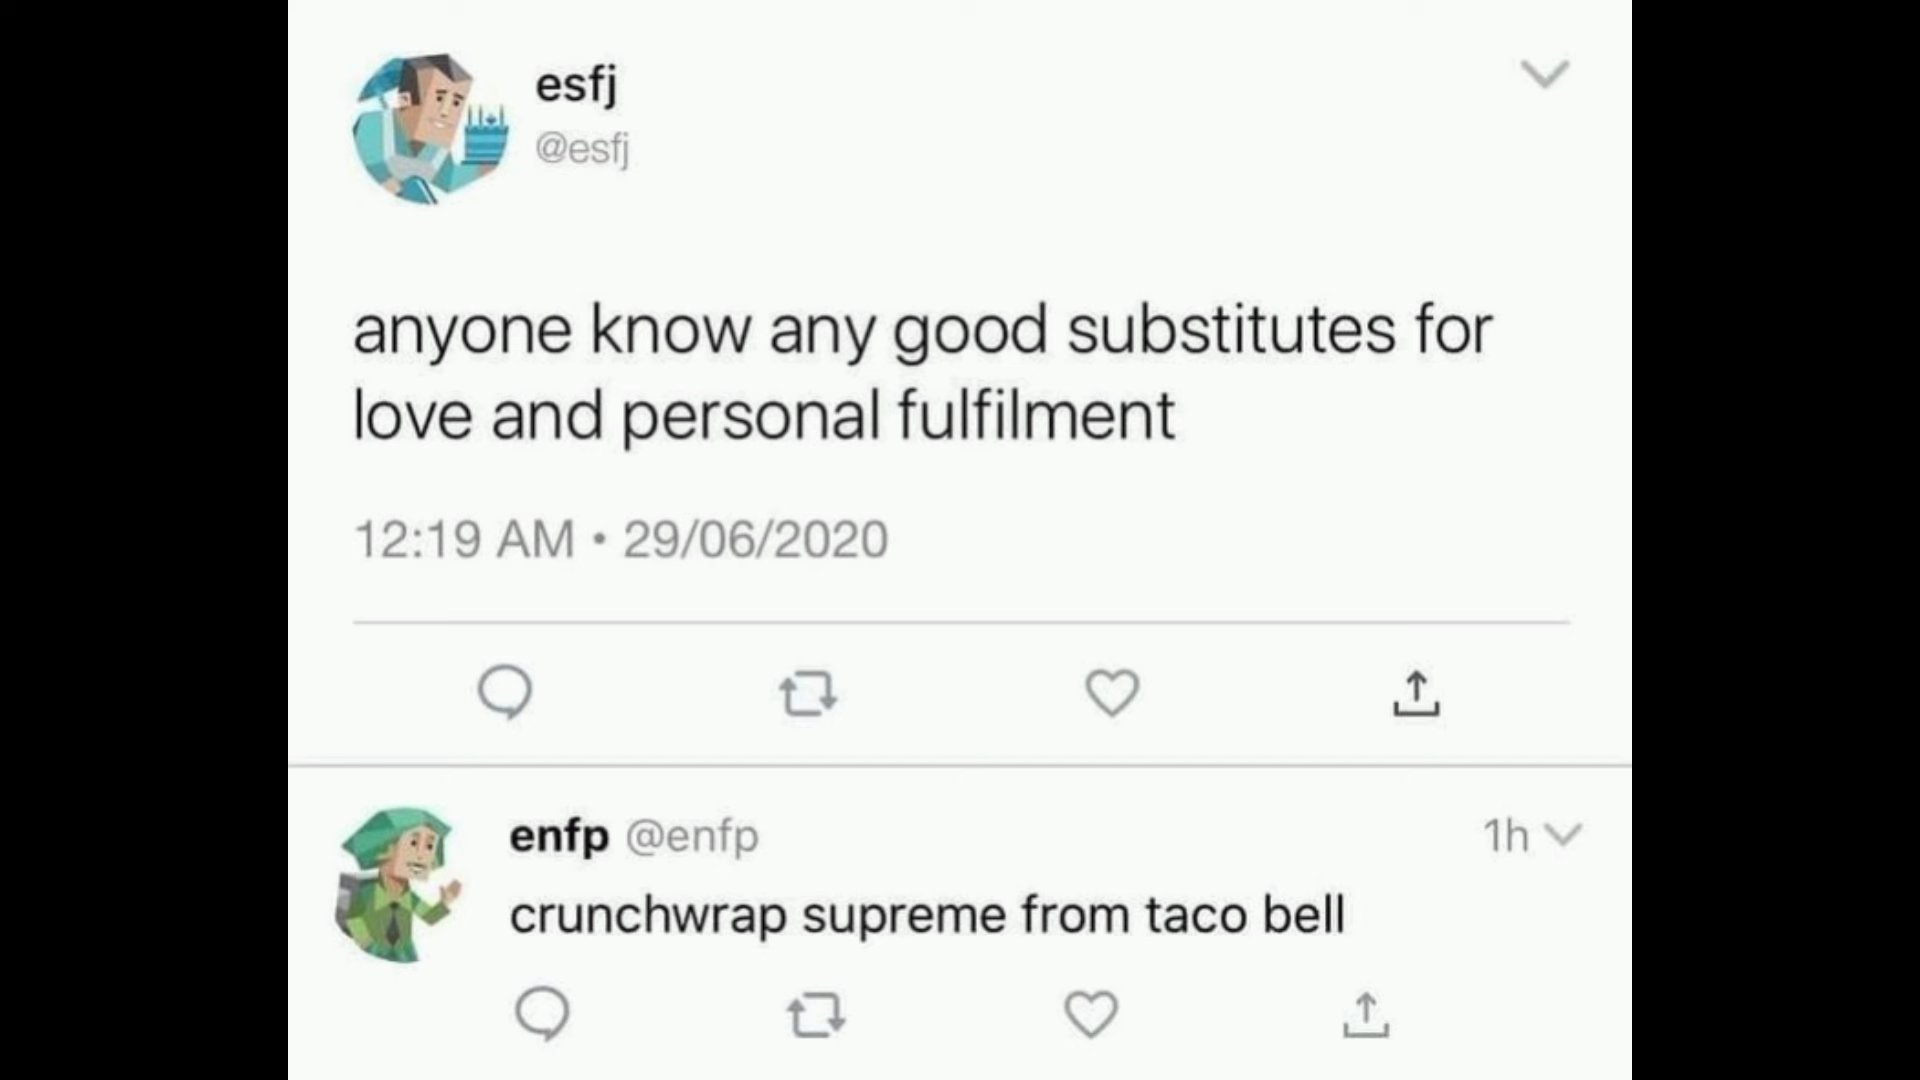 esfj
@esfj
anyone know any good substitutes for
love and personal fulfilment
12:19 AM • 29/06/2020
enfp @enfp 1h
crunchwrap supreme from taco bell